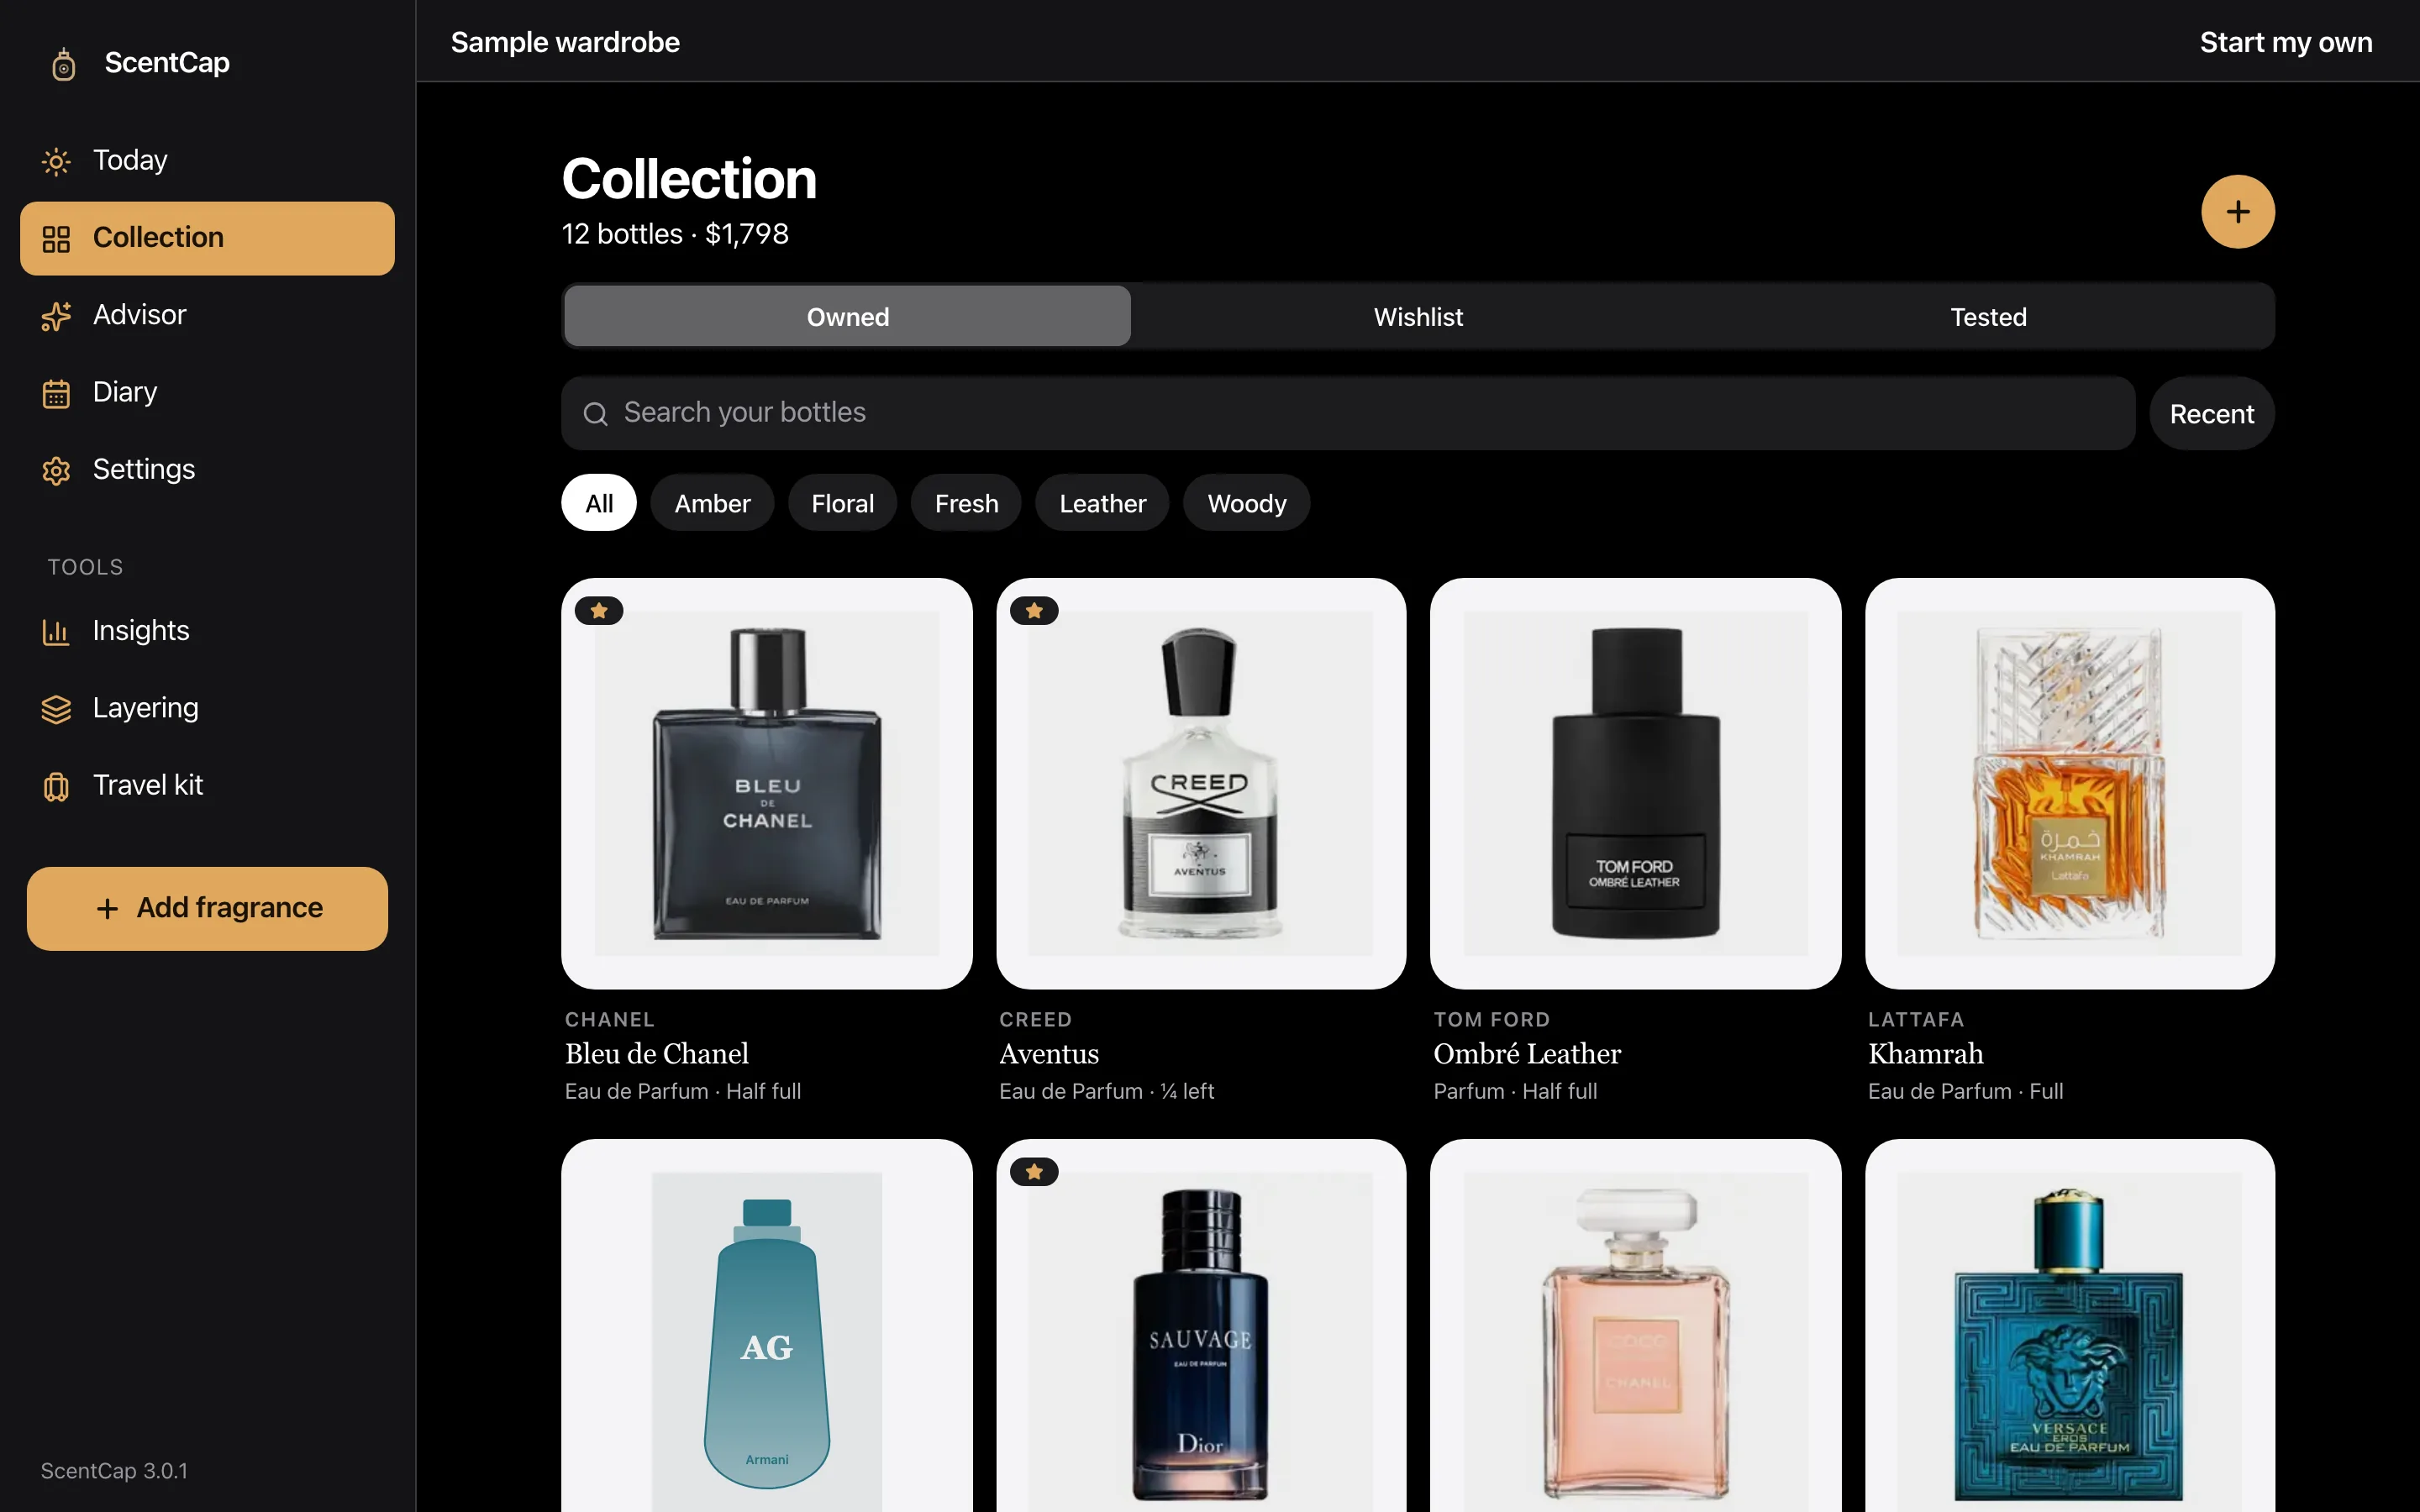 ScentCap
Today
Collection
Advisor
Diary
Settings
TOOLS
Insights
Layering
Travel kit
Add fragrance
ScentCap 3.0.1
Sample wardrobe
Start my own
Collection
12 bottles · $1,798
Owned
Wishlist
Tested
Search your bottles
Recent
All
Amber
Floral
Fresh
Leather
Woody
BLEU
DE
CHANEL
EAU DE PARFUM
CHANEL
Bleu de Chanel
Eau de Parfum · Half full
CREED
AVENTUS
CREED
Aventus
Eau de Parfum · ¼ left
TOM FORD
OMBRÉ LEATHER
TOM FORD
Ombré Leather
Parfum · Half full
خمرة
KHAMRAH
Lattafa
LATTAFA
Khamrah
Eau de Parfum · Full
AG
Armani
SAUVAGE
EAU DE PARFUM
Dior
COCO
CHANEL
VERSACE
EROS
EAU DE PARFUM